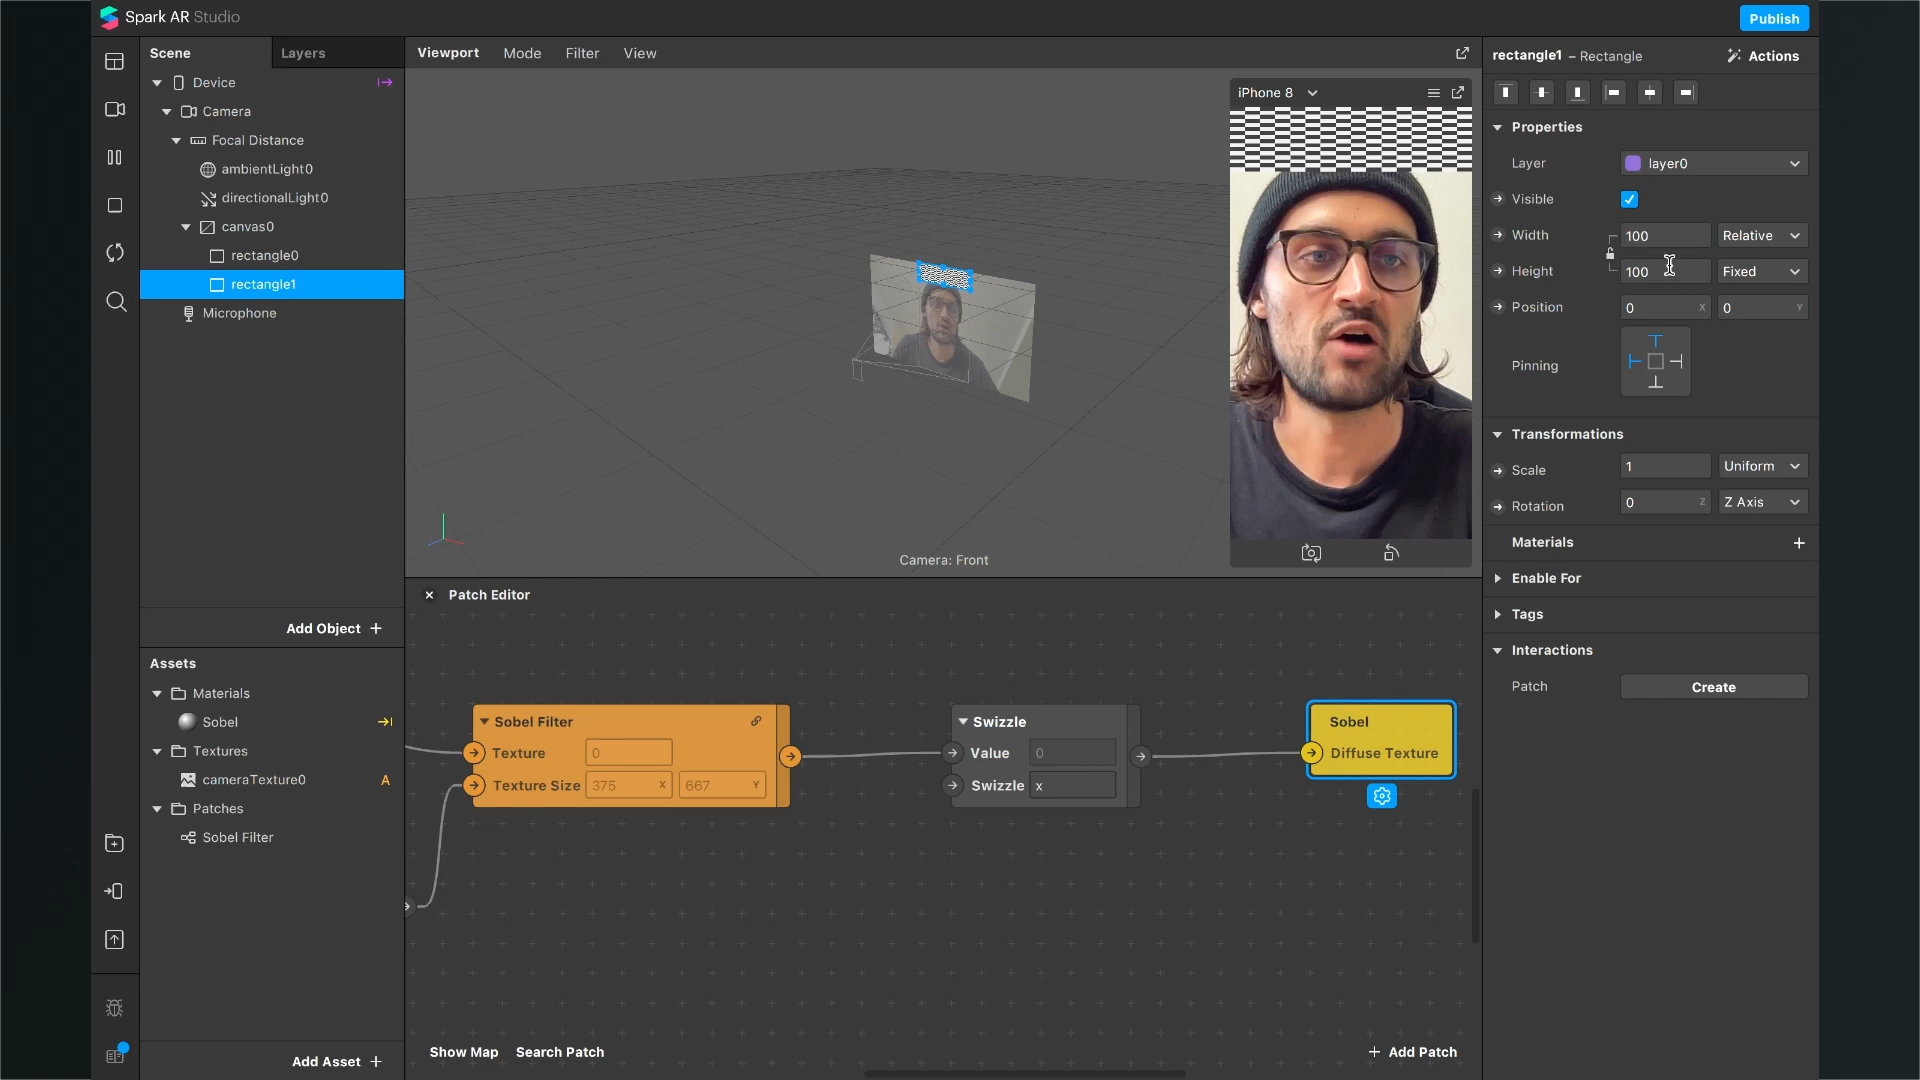 Spark AR Studio
Publish
Scene
Layers
Device
Camera
Focal Distance
ambientLight0
directionalLight0
canvas0
rectangle0
rectangle1
Microphone
Add Object +
Assets
Materials
Sobel
Textures
cameraTexture0 A
Patches
Sobel Filter
Add Asset +
Viewport Mode Filter View
iPhone 8
Camera: Front
Patch Editor
Sobel Filter
Texture 0
Texture Size 375 X 667 Y
Swizzle
Value 0
Swizzle x
Sobel
Diffuse Texture
Show Map Search Patch
+ Add Patch
rectangle1 – Rectangle
Actions
Properties
Layer layer0
Visible
Width 100 Relative
Height 100 Fixed
Position 0 X 0 Y
Pinning
Transformations
Scale 1 Uniform
Rotation 0 Z Z Axis
Materials +
Enable For
Tags
Interactions
Patch Create